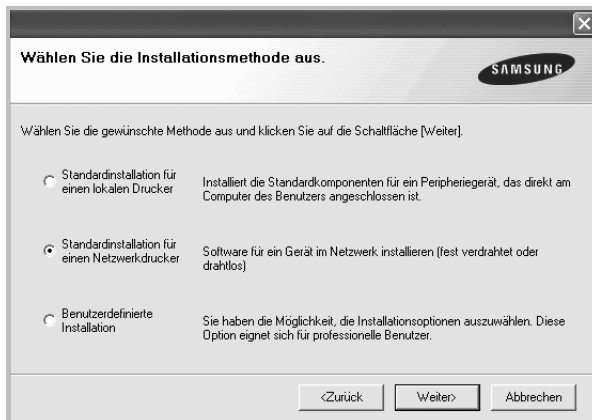 Wählen Sie die Installationsmethode aus.
SAMSUNG
Wählen Sie die gewünschte Methode aus und klicken Sie auf die Schaltfläche [Weiter].
Standardinstallation für
einen lokalen Drucker
Installiert die Standardkomponenten für ein Peripheriegerät, das direkt am
Computer des Benutzers angeschlossen ist.
Standardinstallation für
einen Netzwerkdrucker
Software für ein Gerät im Netzwerk installieren (fest verdrahtet oder
drahtlos)
Benutzerdefinierte
Installation
Sie haben die Möglichkeit, die Installationsoptionen auszuwählen. Diese
Option eignet sich für professionelle Benutzer.
<Zurück
Weiter>
Abbrechen